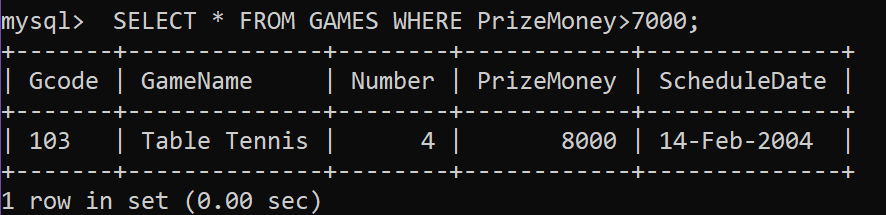 mysql>  SELECT * FROM GAMES WHERE PrizeMoney>7000;
+-------+--------------+--------+------------+--------------+
| Gcode | GameName     | Number | PrizeMoney | ScheduleDate |
+-------+--------------+--------+------------+--------------+
| 103   | Table Tennis |      4 |       8000 | 14-Feb-2004  |
+-------+--------------+--------+------------+--------------+
1 row in set (0.00 sec)